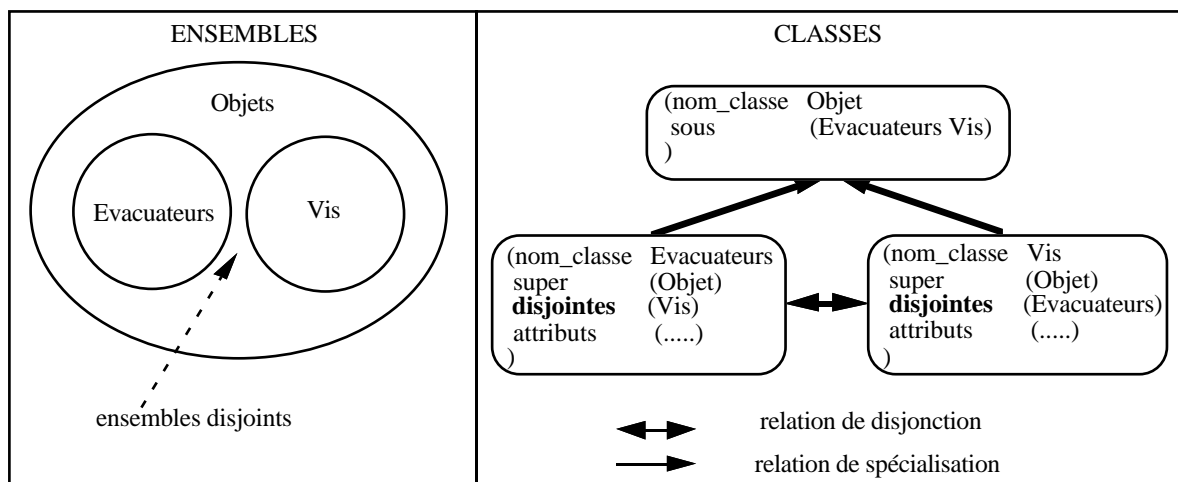 ENSEMBLES
Objets
Evacuateurs
Vis
ensembles disjoints
CLASSES
(nom_classe Objet
sous (Evacuateurs Vis)
)
(nom_classe Evacuateurs
super (Objet)
disjointes (Vis)
attributs (.....)
)
(nom_classe Vis
super (Objet)
disjointes (Evacuateurs)
attributs (.....)
)
relation de disjonction
relation de spécialisation